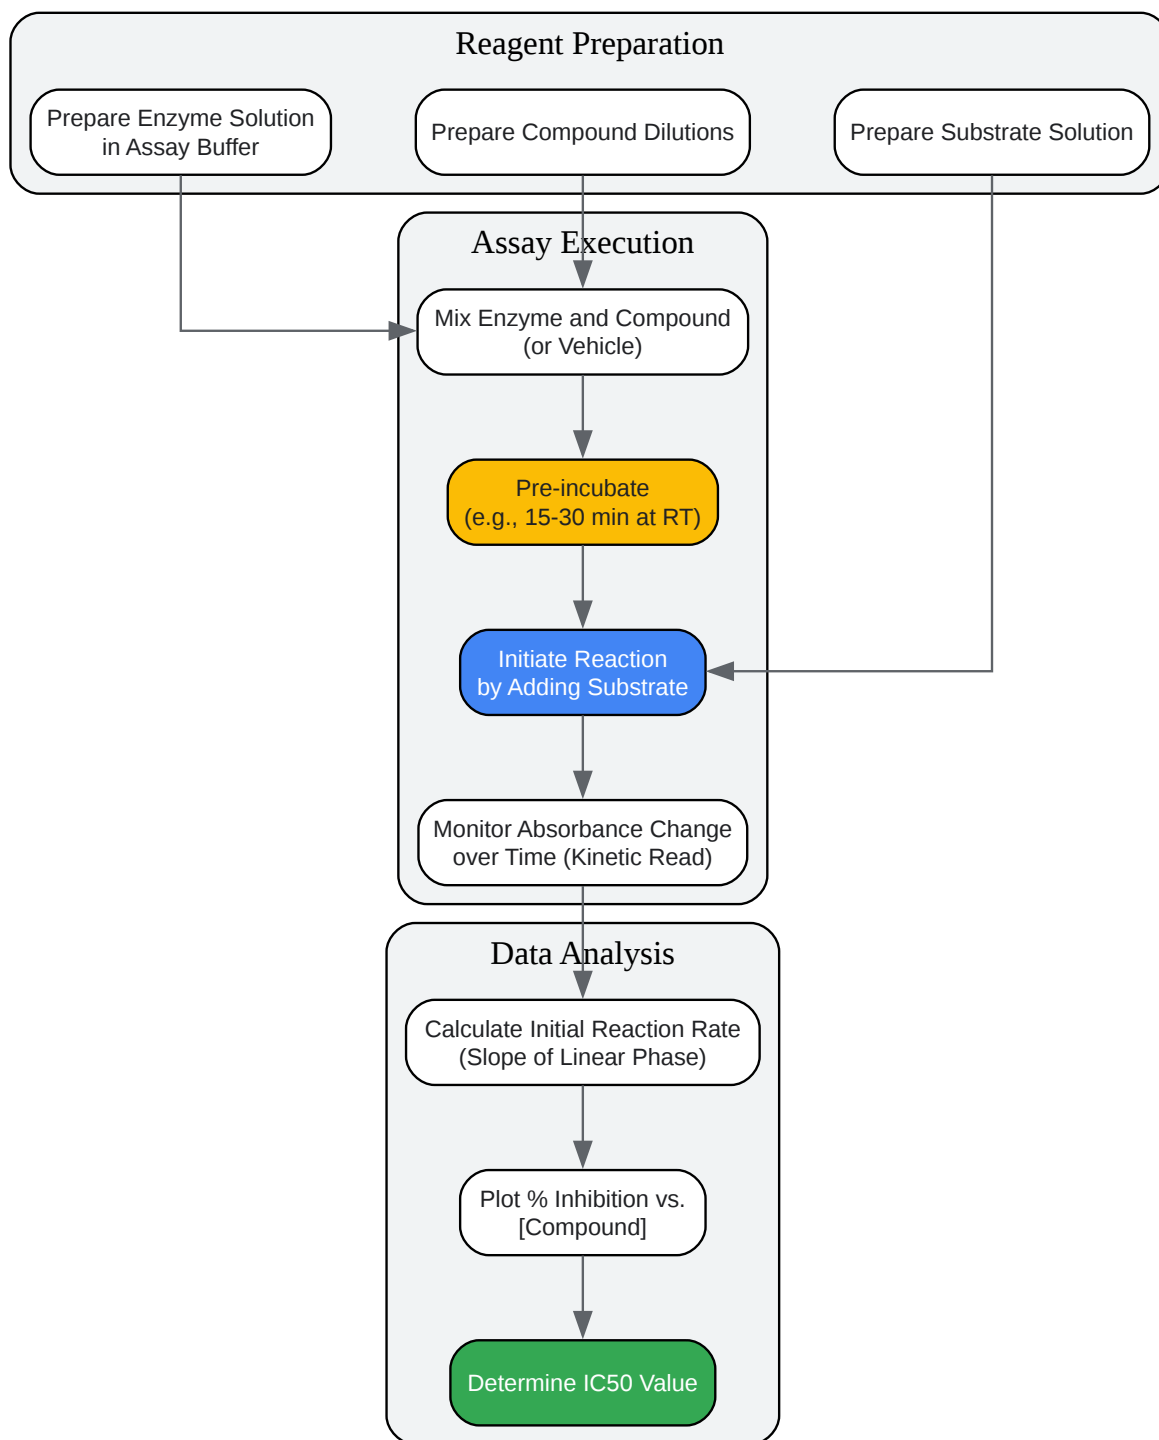 Reagent Preparation
Prepare Enzyme Solution
in Assay Buffer
Prepare Compound Dilutions
Prepare Substrate Solution
Assay Execution
Mix Enzyme and Compound
(or Vehicle)
Pre-incubate
(e.g., 15-30 min at RT)
Initiate Reaction
by Adding Substrate
Monitor Absorbance Change
over Time (Kinetic Read)
Data Analysis
Calculate Initial Reaction Rate
(Slope of Linear Phase)
Plot % Inhibition vs.
[Compound]
Determine IC50 Value